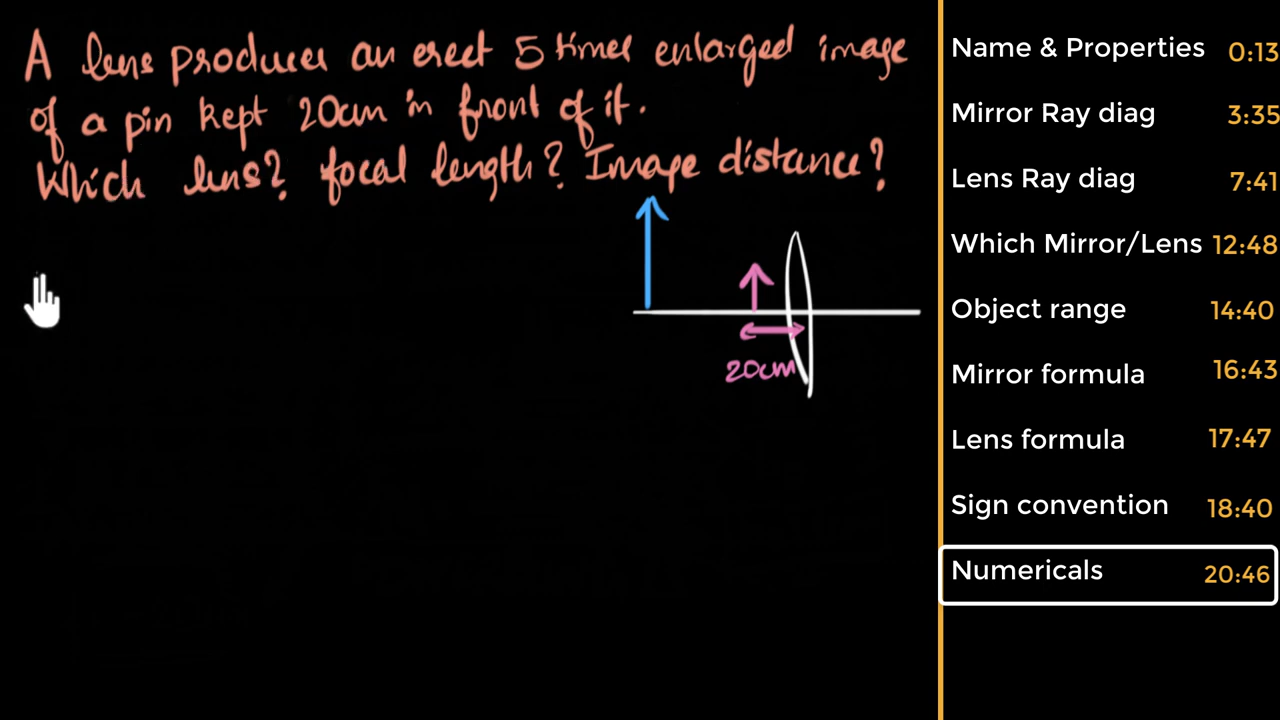 A lens produces an erect 5 times enlarged image
of a pin kept 20cm in front of it.
Which lens? focal length? Image distance?
20cm
Name & Properties 0:13
Mirror Ray diag 3:35
Lens Ray diag 7:41
Which Mirror/Lens 12:48
Object range 14:40
Mirror formula 16:43
Lens formula 17:47
Sign convention 18:40
Numericals 20:46